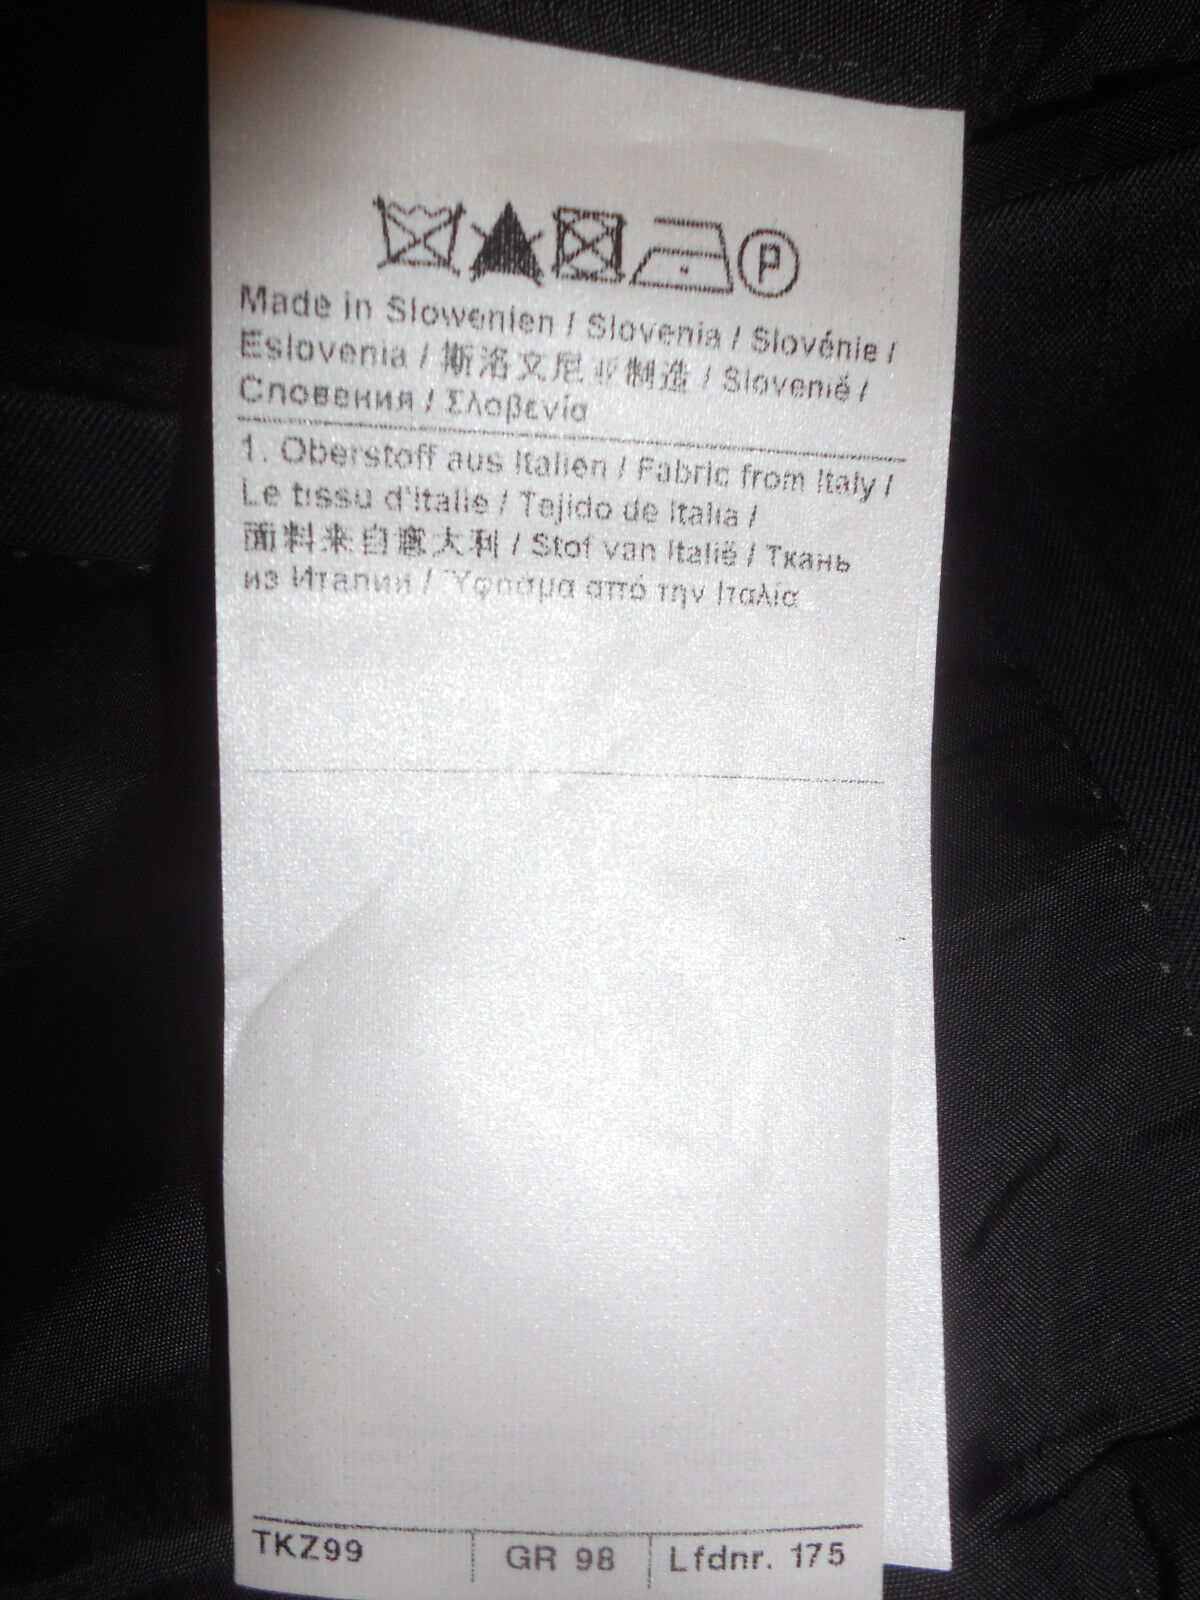 P
Made in Slowenien / Slovenia / Slovénie /
Eslovenia / 斯洛文尼亚制造 / Slovenië /
Словения / Σλοβενία
1. Oberstoff aus Italien / Fabric from Italy /
Le tissu d'Italie / Tejido de Italia /
面料来自意大利 / Stof van Italië / Ткань
из Италии / Ύφασμα από την Ιταλία
TKZ99 GR 98 Lfdnr. 175